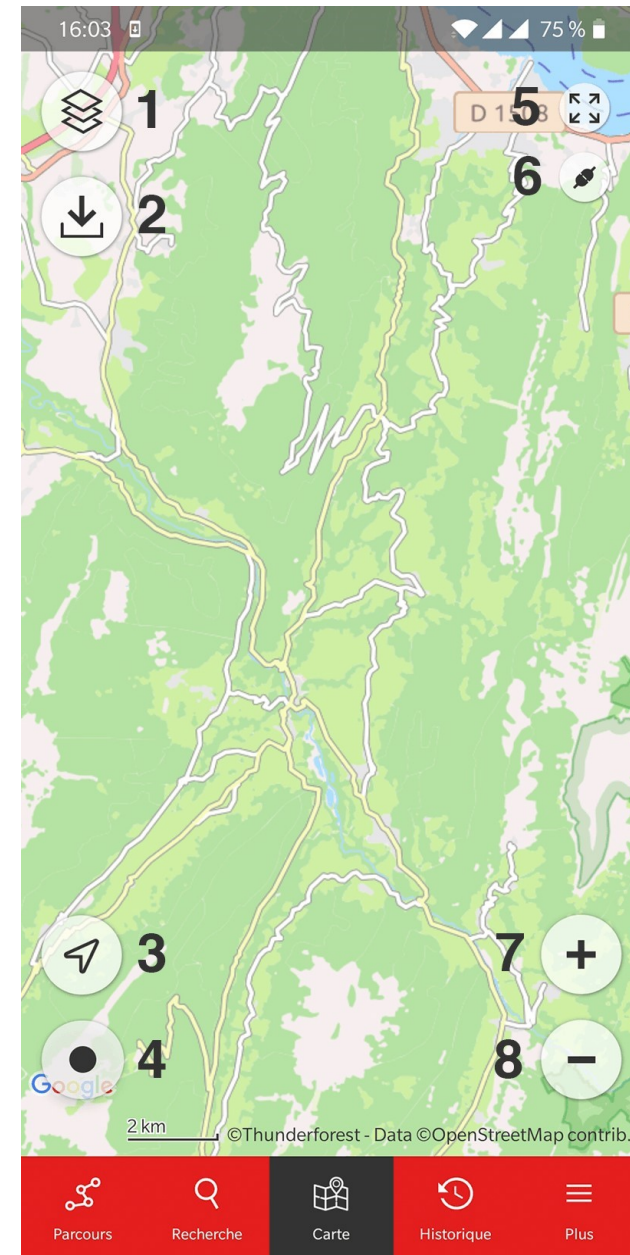 16:03 75 %
1
5
D 1508
6
2
7
3
8
4
Google
2 km
©Thunderforest - Data ©OpenStreetMap contrib.
Parcours Recherche Carte Historique Plus